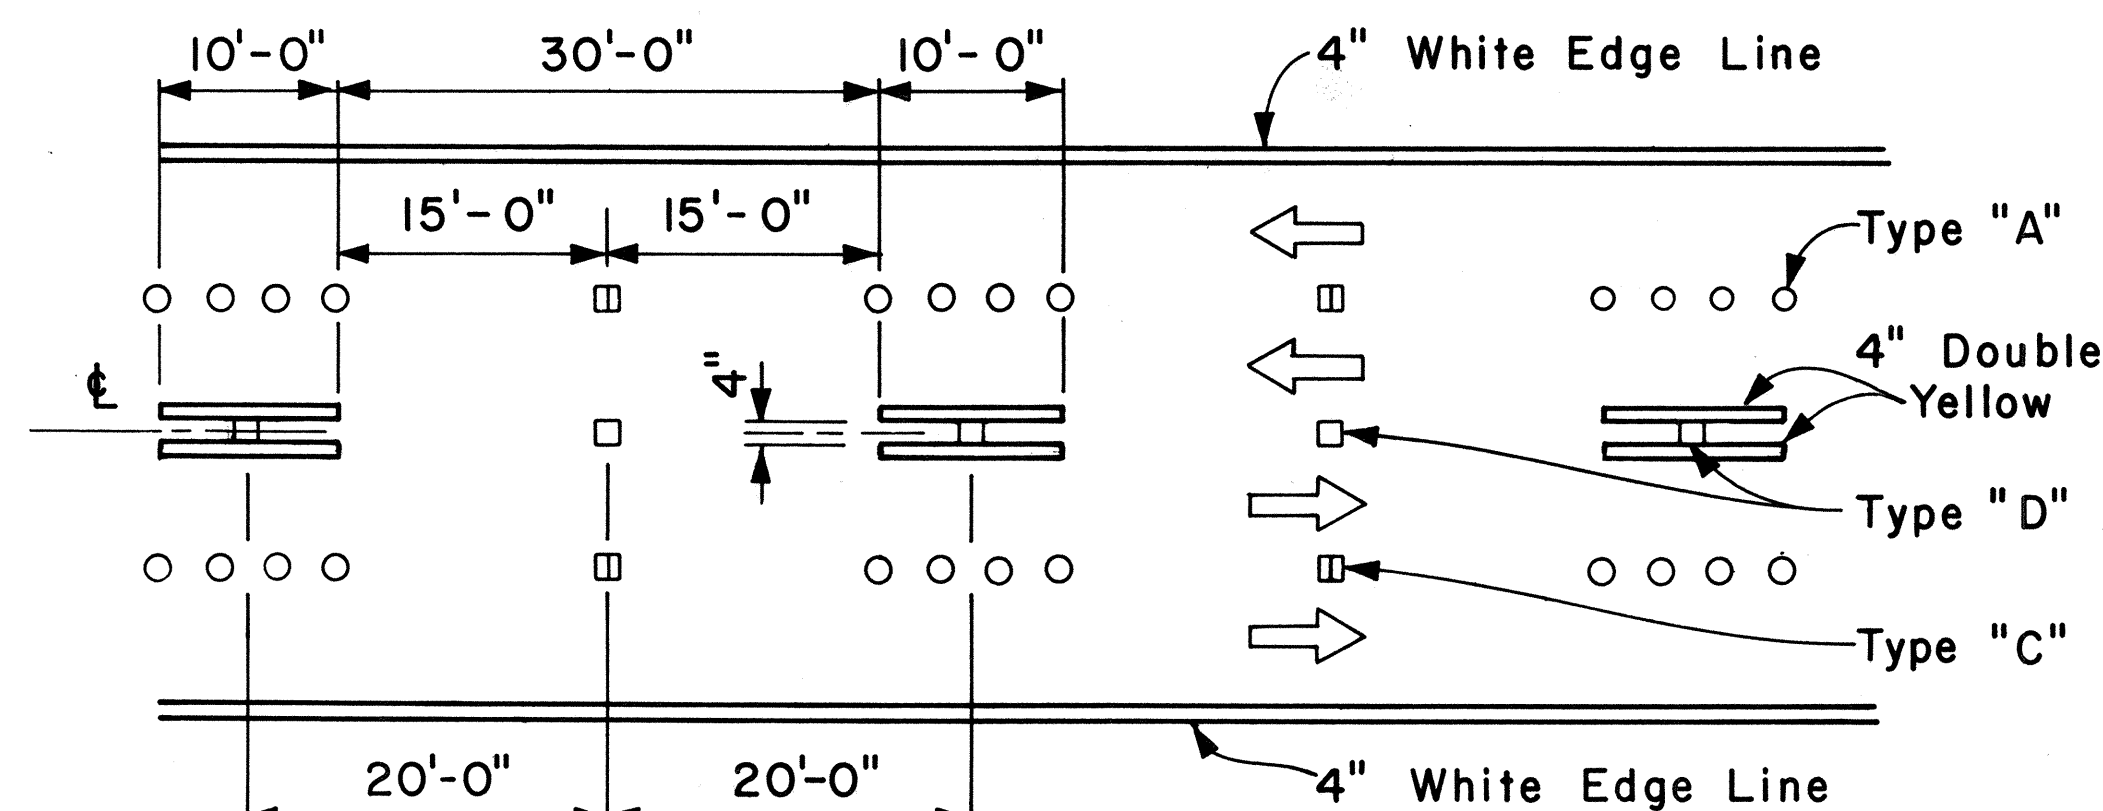 10'-0" 30'-0" 10'-0" 4" White Edge Line
15'-0" 15'-0"
Type "A"
4" Double
Yellow
℄
4"
Type "D"
Type "C"
20'-0" 20'-0"
4" White Edge Line